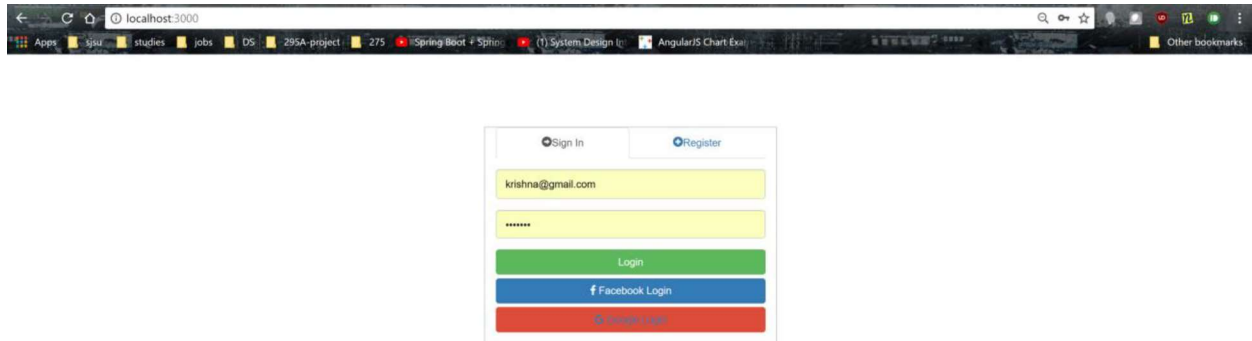 localhost:3000
Apps sjsu studies jobs DS 295A-project 275 Spring Boot + Spring (1) System Design In AngularJS Chart Exa Other bookmarks
Sign In Register
krishna@gmail.com
•••••••
Login
f Facebook Login
Login